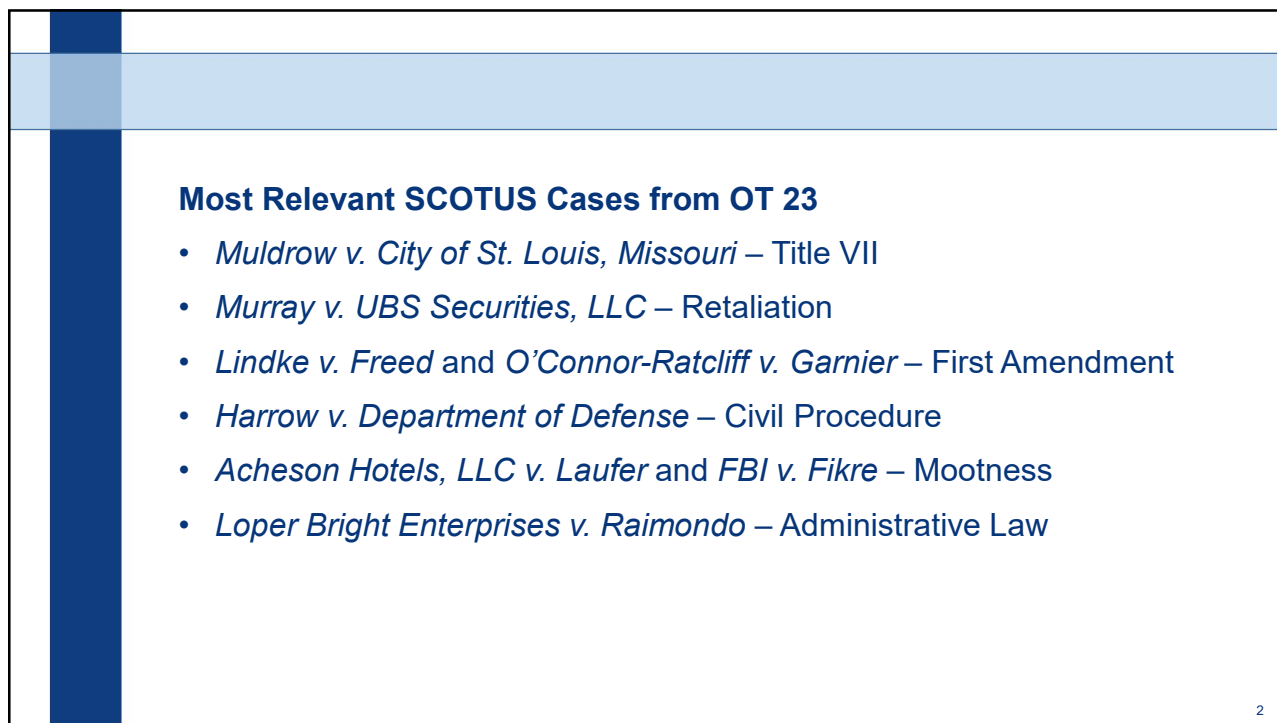 Most Relevant SCOTUS Cases from OT 23
• Muldrow v. City of St. Louis, Missouri – Title VII
• Murray v. UBS Securities, LLC – Retaliation
• Lindke v. Freed and O’Connor-Ratcliff v. Garnier – First Amendment
• Harrow v. Department of Defense – Civil Procedure
• Acheson Hotels, LLC v. Laufer and FBI v. Fikre – Mootness
• Loper Bright Enterprises v. Raimondo – Administrative Law
2